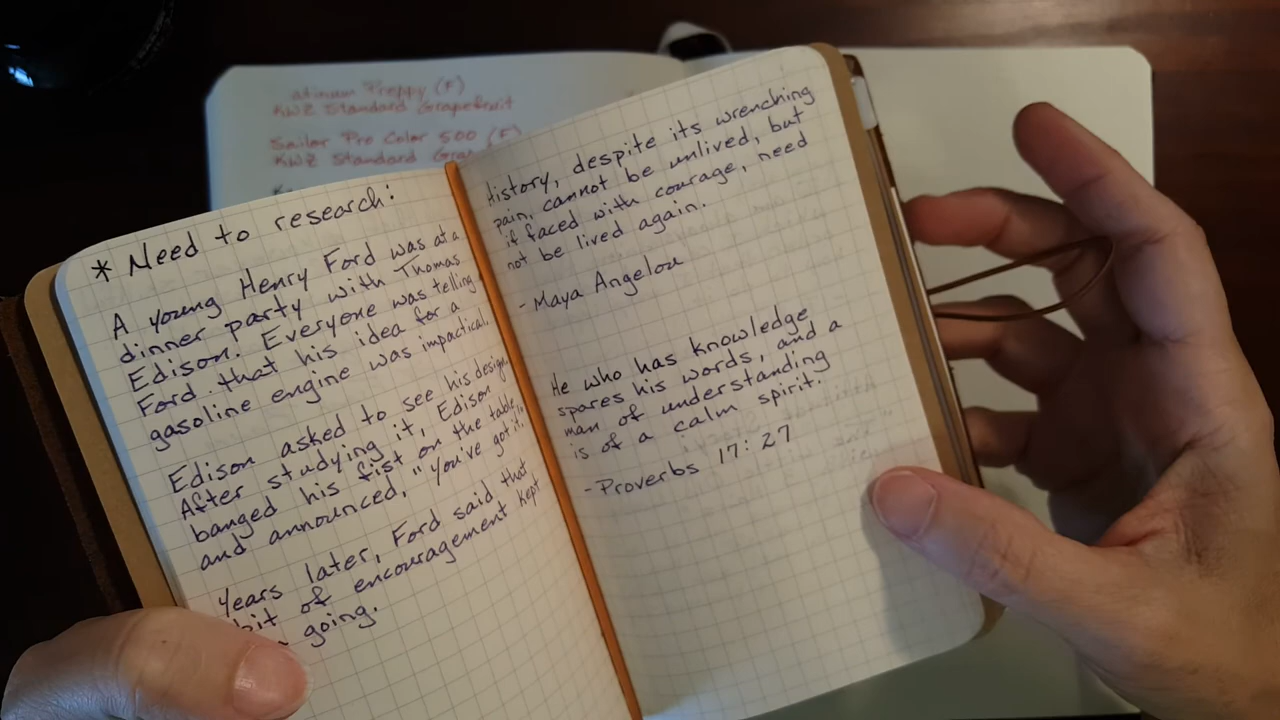 atinum Preppy (F)
KWZ Standard Grapefruit
Sailor Pro Color 500 (F)
KWZ Standard
* Need to research:
A young Henry Ford was at a
dinner party with Thomas
Edison. Everyone was telling
Ford that his idea for a
gasoline engine was impactical.
Edison asked to see his design.
After studying it, Edison
banged his fist on the table
and announced, "you've got it."
Years later, Ford said that
bit of encouragement kept
going.
History, despite its wrenching
pain, cannot be unlived, but
if faced with courage, need
not be lived again.
- Maya Angelou
He who has knowledge
spares his words, and a
man of understanding
is of a calm spirit.
- Proverbs 17:27